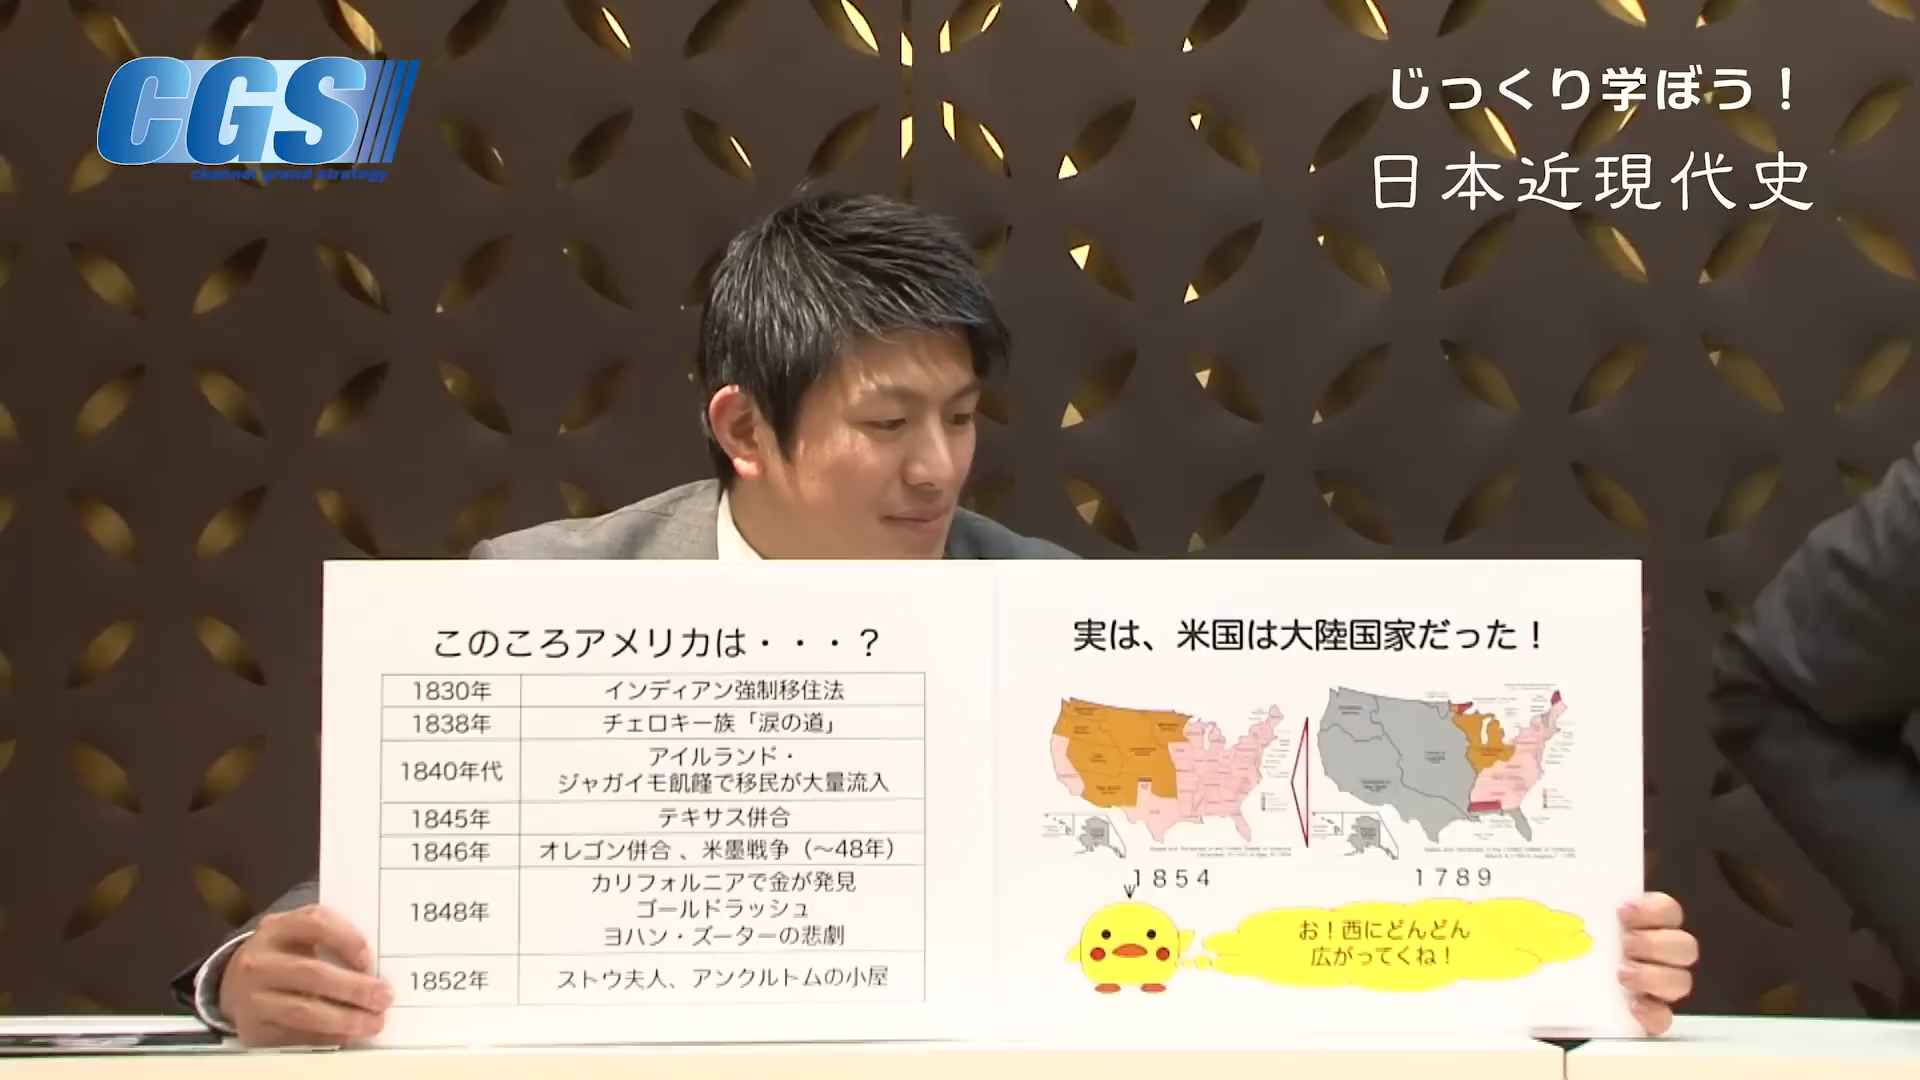 CGS
channel grand strategy
じっくり学ぼう！
日本近現代史
このころアメリカは・・・？
1830年 インディアン強制移住法
1838年 チェロキー族「涙の道」
1840年代 アイルランド・
ジャガイモ飢饉で移民が大量流入
1845年 テキサス併合
1846年 オレゴン併合、米墨戦争（～48年）
1848年 カリフォルニアで金が発見
ゴールドラッシュ
ヨハン・ズーターの悲劇
1852年 ストウ夫人、アンクルトムの小屋
実は、米国は大陸国家だった！
1854
1789
お！西にどんどん
広がってくね！